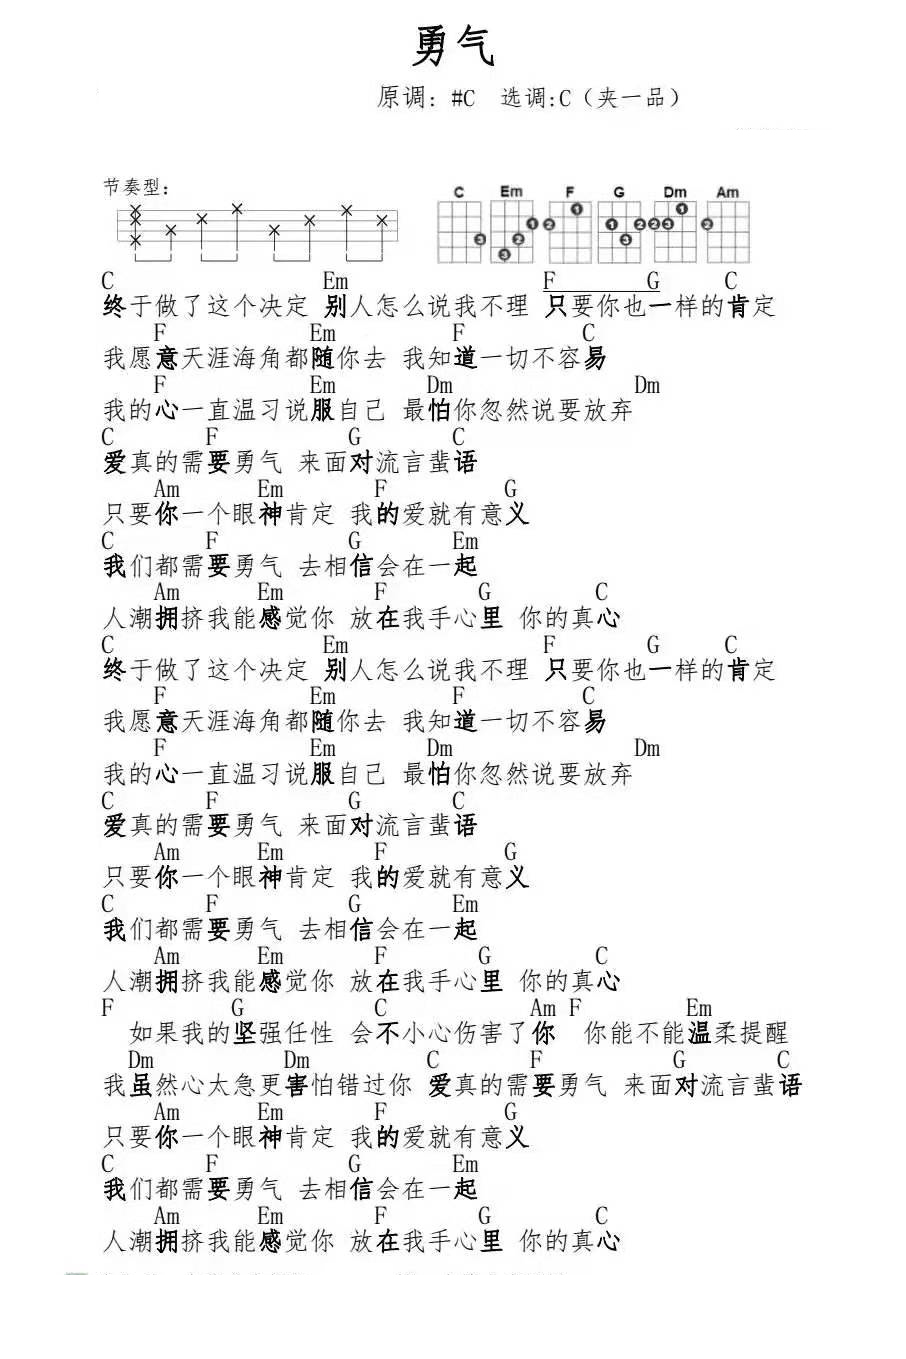 勇气
原调: #C 选调:C（夹一品）
节奏型:
C Em F G Dm Am
3 1 2 3 1 2 1 2 3 2 3 1 2
C Em F G C
终于做了这个决定 别人怎么说我不理 只要你也一样的肯定
F Em F C
我愿意天涯海角都随你去 我知道一切不容易
F Em Dm Dm
我的心一直温习说服自己 最怕你忽然说要放弃
C F G C
爱真的需要勇气 来面对流言蜚语
Am Em F G
只要你一个眼神肯定 我的爱就有意义
C F G Em
我们都需要勇气 去相信会在一起
Am Em F G C
人潮拥挤我能感觉你 放在我手心里 你的真心
C Em F G C
终于做了这个决定 别人怎么说我不理 只要你也一样的肯定
F Em F C
我愿意天涯海角都随你去 我知道一切不容易
F Em Dm Dm
我的心一直温习说服自己 最怕你忽然说要放弃
C F G C
爱真的需要勇气 来面对流言蜚语
Am Em F G
只要你一个眼神肯定 我的爱就有意义
C F G Em
我们都需要勇气 去相信会在一起
Am Em F G C
人潮拥挤我能感觉你 放在我手心里 你的真心
F G C Am F Em
如果我的坚强任性 会不小心伤害了你 你能不能温柔提醒
Dm Dm C F G C
我虽然心太急更害怕错过你 爱真的需要勇气 来面对流言蜚语
Am Em F G
只要你一个眼神肯定 我的爱就有意义
C F G Em
我们都需要勇气 去相信会在一起
Am Em F G C
人潮拥挤我能感觉你 放在我手心里 你的真心